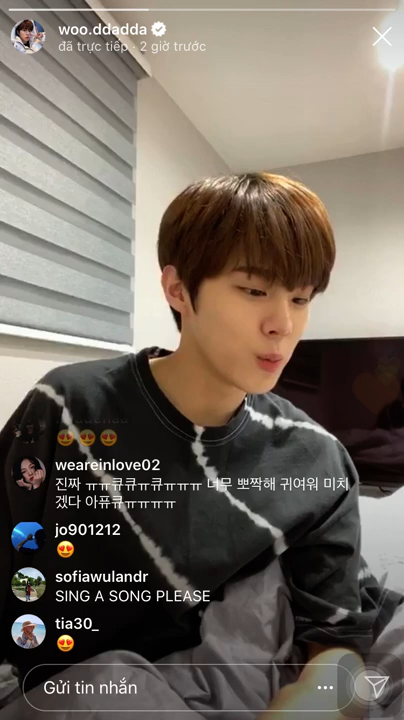 woo.ddadda
đã trực tiếp · 2 giờ trước
weareinlove02
진짜 ㅠㅠ큐큐ㅠ큐ㅠㅠㅠ 너무 뽀짝해 귀여워 미치
겠다 아퓨큐ㅠㅠㅠㅠ
jo901212
sofiawulandr
SING A SONG PLEASE
tia30_
Gửi tin nhắn